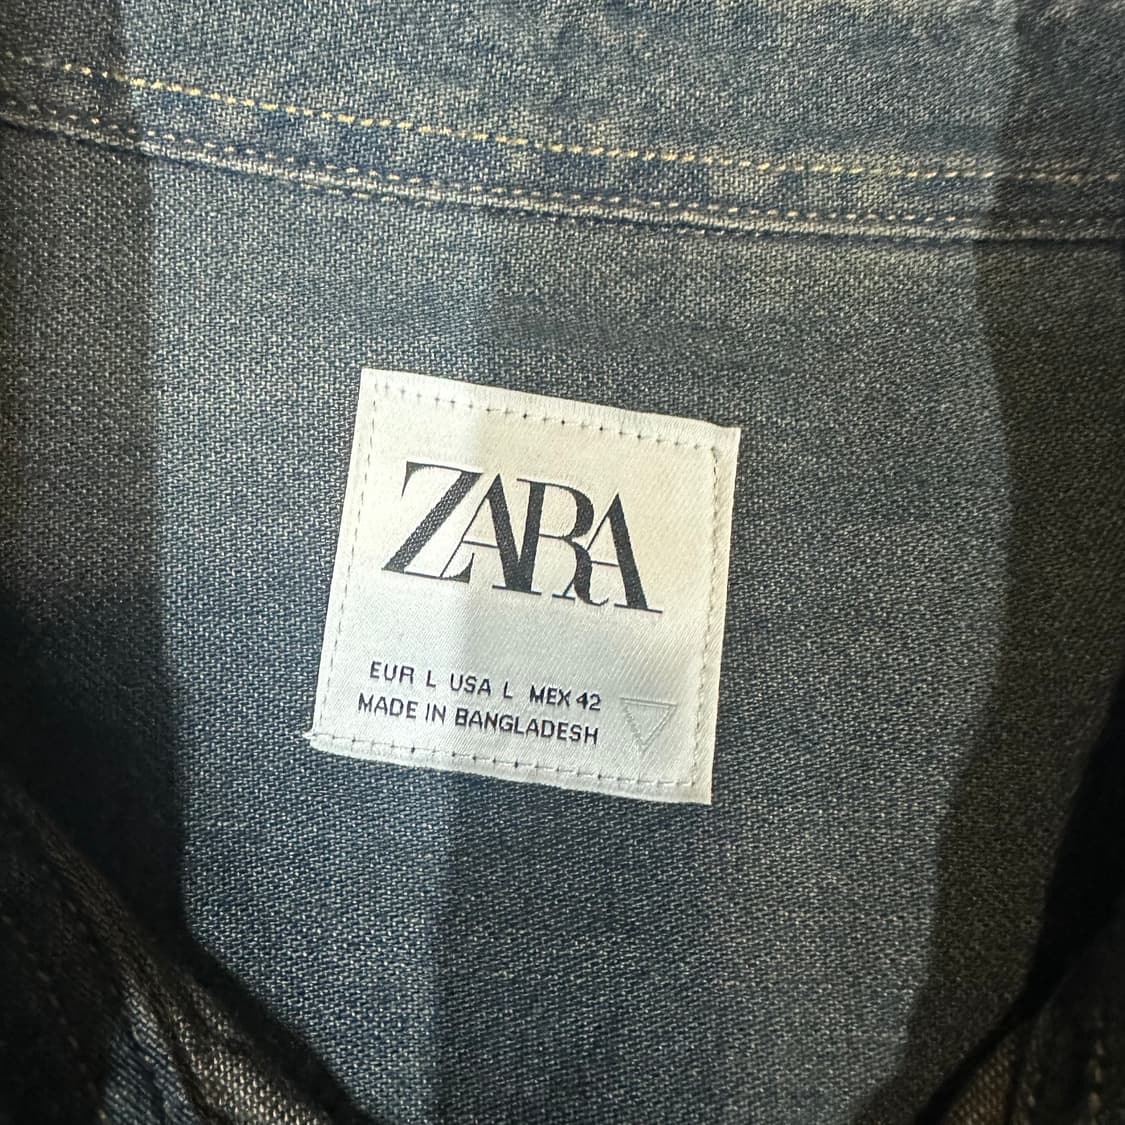 ZARA
EUR L USA L MEX 42
MADE IN BANGLADESH